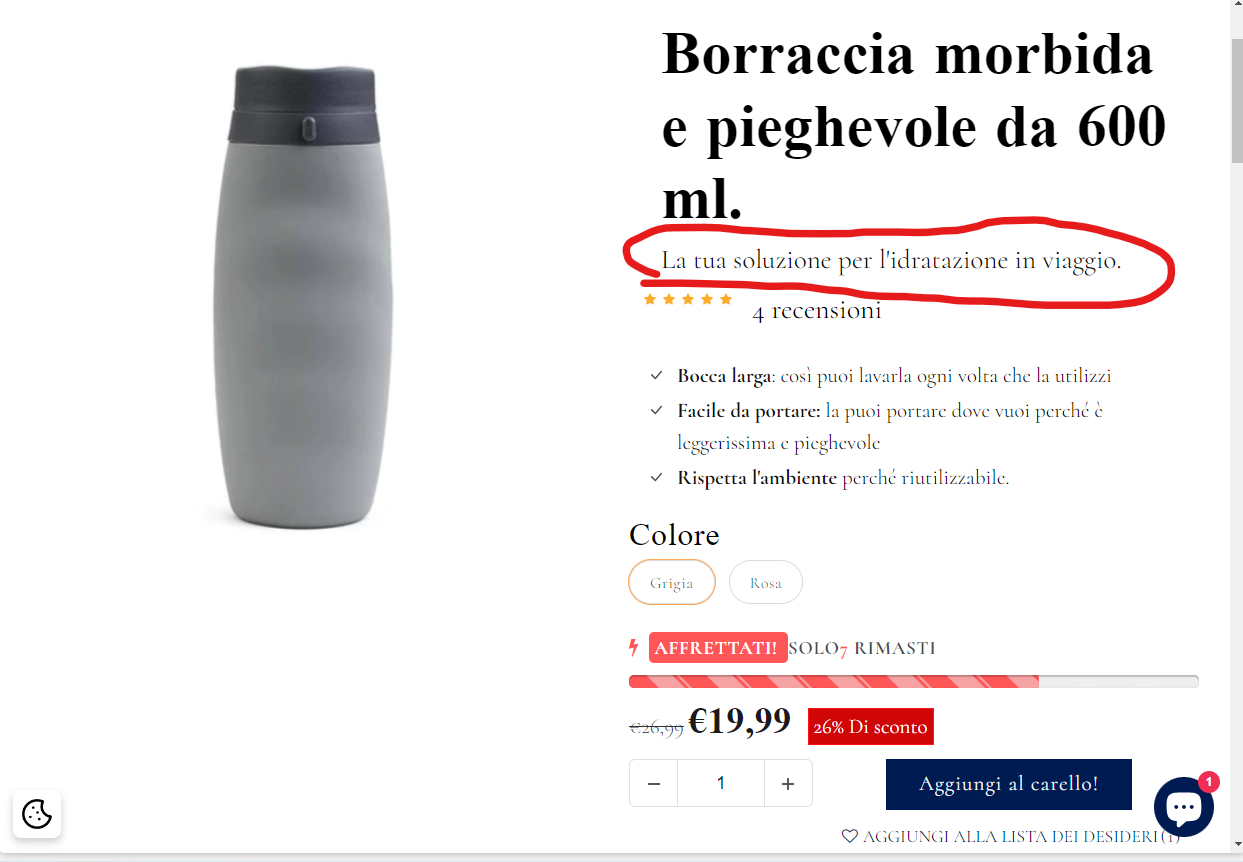 Borraccia morbida
e pieghevole da 600
ml.
La tua soluzione per l'idratazione in viaggio.
4 recensioni
Bocca larga: così puoi lavarla ogni volta che la utilizzi
Facile da portare: la puoi portare dove vuoi perché è
leggerissima e pieghevole
Rispetta l'ambiente perché riutilizzabile.
Colore
Grigia Rosa
AFFRETTATI! SOLO7 RIMASTI
€26,99 €19,99 26% Di sconto
− 1 + Aggiungi al carello!
1
AGGIUNGI ALLA LISTA DEI DESIDERI (1)